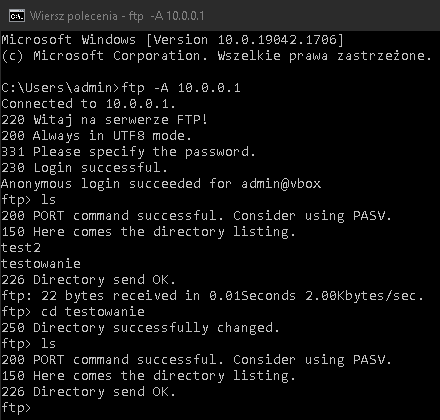 Wiersz polecenia - ftp -A 10.0.0.1
Microsoft Windows [Version 10.0.19042.1706]
(c) Microsoft Corporation. Wszelkie prawa zastrzeżone.
C:\Users\admin>ftp -A 10.0.0.1
Connected to 10.0.0.1.
220 Witaj na serwerze FTP!
200 Always in UTF8 mode.
331 Please specify the password.
230 Login successful.
Anonymous login succeeded for admin@vbox
ftp> ls
200 PORT command successful. Consider using PASV.
150 Here comes the directory listing.
test2
testowanie
226 Directory send OK.
ftp: 22 bytes received in 0.01Seconds 2.00Kbytes/sec.
ftp> cd testowanie
250 Directory successfully changed.
ftp> ls
200 PORT command successful. Consider using PASV.
150 Here comes the directory listing.
226 Directory send OK.
ftp>